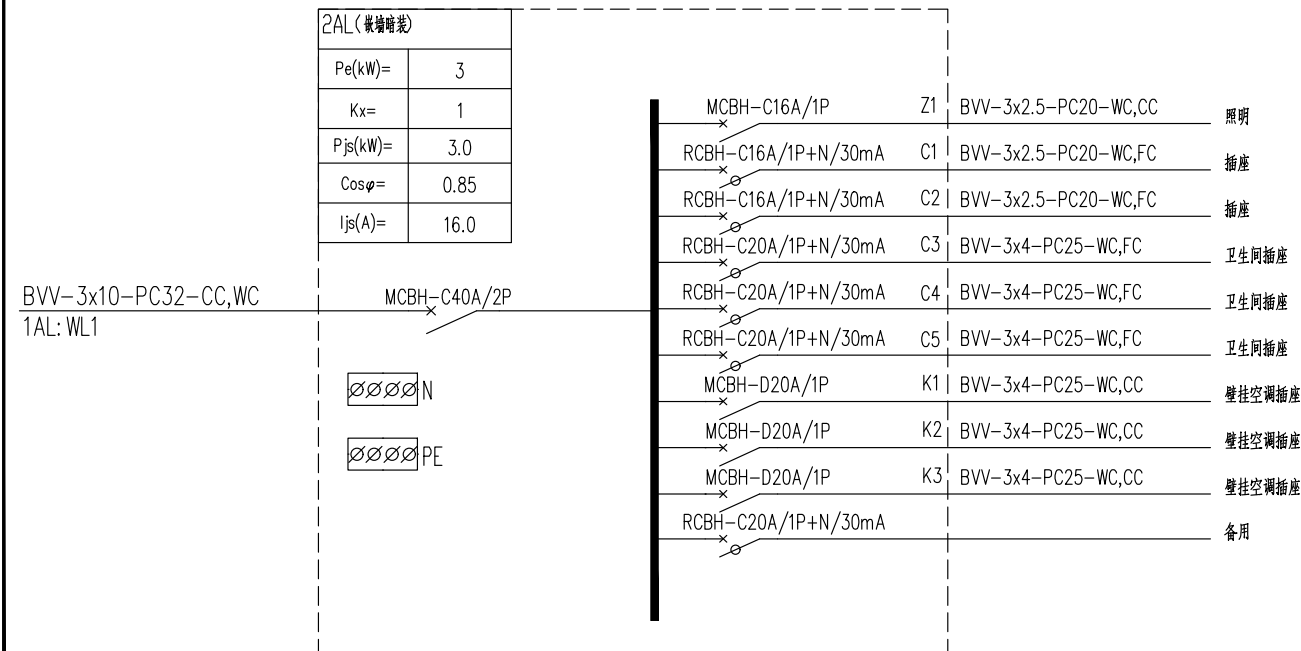 2AL(嵌墙暗装)
Pe(kW)= 3
Kx= 1
Pjs(kW)= 3.0
Cosφ= 0.85
Ijs(A)= 16.0
BVV-3x10-PC32-CC,WC
1AL: WL1
MCBH-C40A/2P
N
PE
MCBH-C16A/1P Z1 BVV-3x2.5-PC20-WC,CC 照明
RCBH-C16A/1P+N/30mA C1 BVV-3x2.5-PC20-WC,FC 插座
RCBH-C16A/1P+N/30mA C2 BVV-3x2.5-PC20-WC,FC 插座
RCBH-C20A/1P+N/30mA C3 BVV-3x4-PC25-WC,FC 卫生间插座
RCBH-C20A/1P+N/30mA C4 BVV-3x4-PC25-WC,FC 卫生间插座
RCBH-C20A/1P+N/30mA C5 BVV-3x4-PC25-WC,FC 卫生间插座
MCBH-D20A/1P K1 BVV-3x4-PC25-WC,CC 壁挂空调插座
MCBH-D20A/1P K2 BVV-3x4-PC25-WC,CC 壁挂空调插座
MCBH-D20A/1P K3 BVV-3x4-PC25-WC,CC 壁挂空调插座
RCBH-C20A/1P+N/30mA 备用